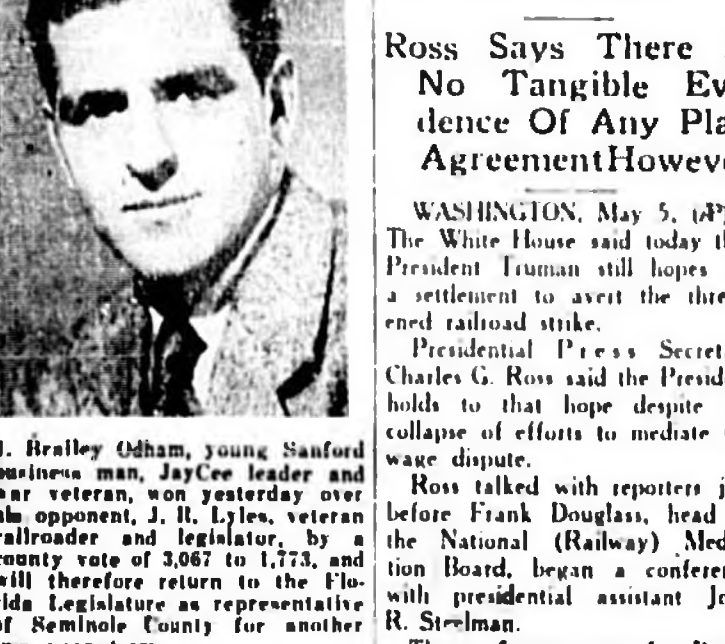 J. Brailey Odham, young Sanford
business man, JayCee leader and
war veteran, won yesterday over
his opponent, J. R. Lyles, veteran
railroader and legislator, by a
county vote of 3,067 to 1,773, and
will therefore return to the Flo-
rida Legislature as representative
of Seminole County for another
Ross Says There
No Tangible Ev
dence Of Any Pla
AgreementHoweve
WASHINGTON, May 5, (AP)
The White House said today th
President Truman still hopes
a settlement to avert the thre
ened railroad strike.
Presidential Press Secret
Charles G. Ross said the Presid
holds to that hope despite
collapse of efforts to mediate
wage dispute.
Ross talked with reporters j
before Frank Douglass, head
the National (Railway) Med
tion Board, began a conferen
with presidential assistant Jo
R. Steelman.